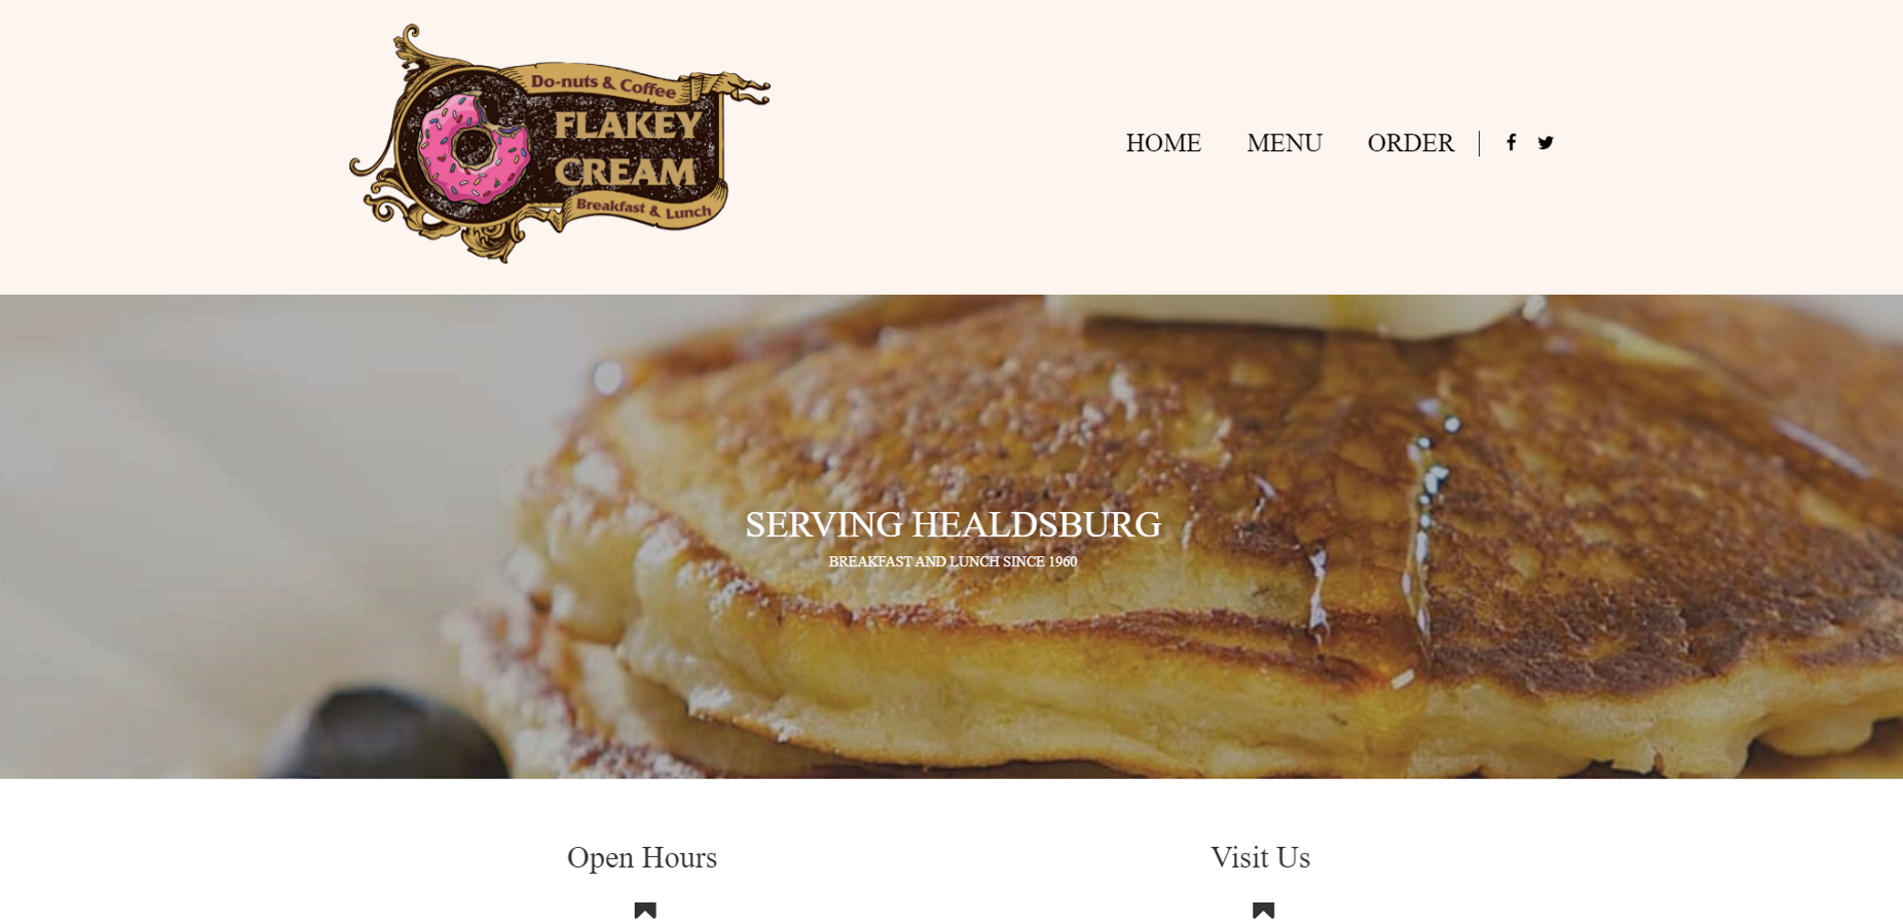 Do-nuts & Coffee
FLAKEY
CREAM
Breakfast & Lunch
HOME MENU ORDER
SERVING HEALDSBURG
BREAKFAST AND LUNCH SINCE 1960
Open Hours
Visit Us